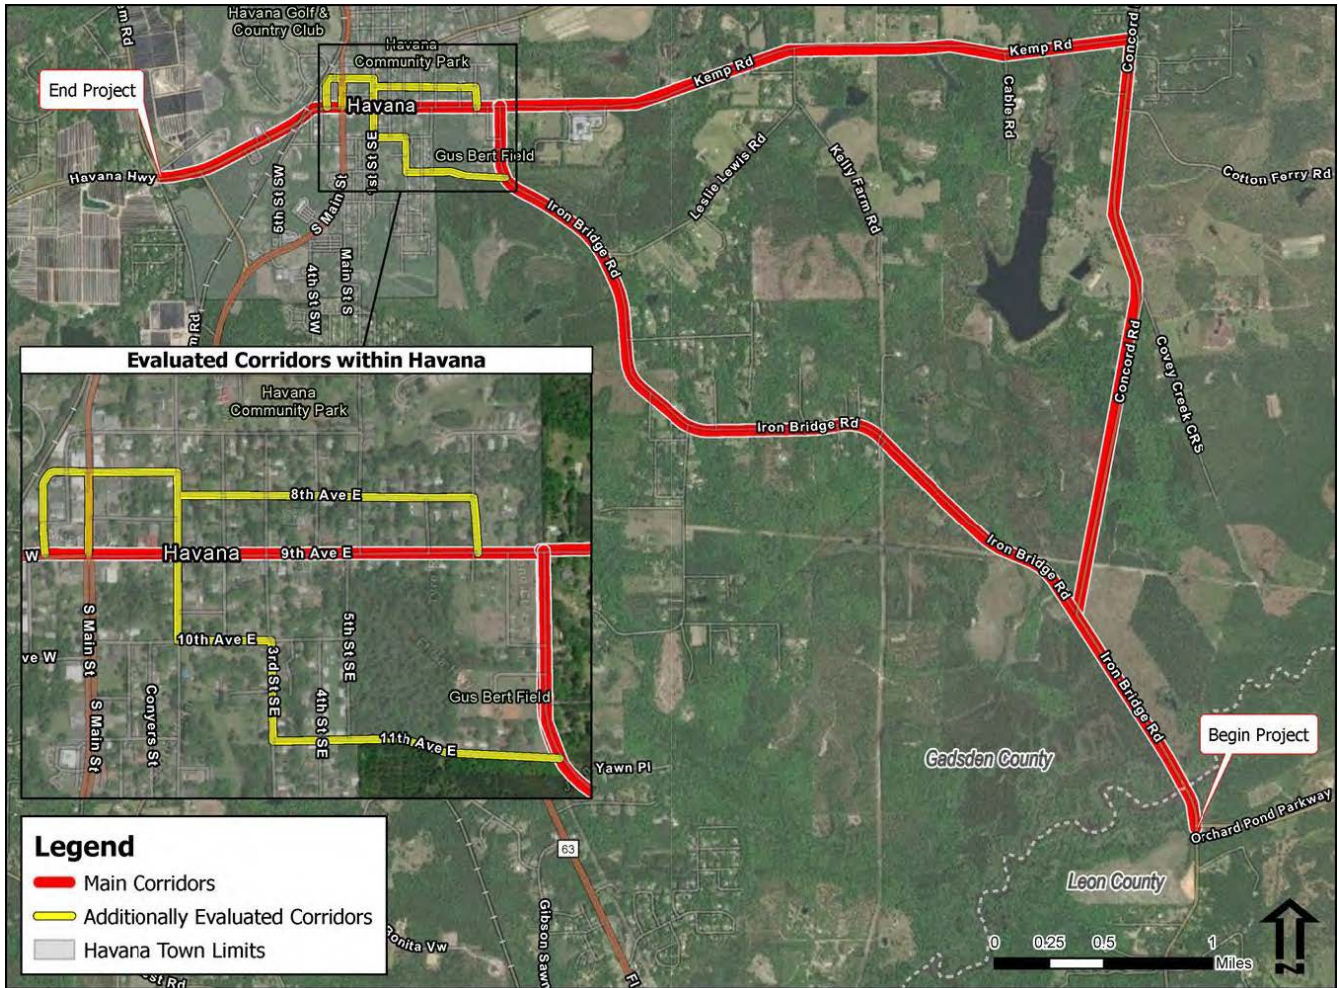 Havana Golf &
Country Club
Havana
Community Park
End Project
Havana
Kemp Rd
Kemp Rd
Concord
Cable Rd
Gus Bert Field
1st St SE
Havana Hwy
5th St SW
S Main St
Leslie Lewis Rd
Kelly Farm Rd
Cotton Ferry Rd
Iron Bridge Rd
Main St S
4th St SW
Concord Rd
Covey Creek CRS
Evaluated Corridors within Havana
Havana
Community Park
8th Ave E
W
Havana
9th Ave E
S Main St
10th Ave E
3rd St SE
5th St SE
ve W
Conyers St
4th St SE
Gus Bert Field
S Main St
11th Ave E
Yawn Pl
Iron Bridge Rd
Iron Bridge Rd
Iron Bridge Rd
Begin Project
Gadsden County
Orchard Pond Parkway
Leon County
63
Gibson Saw
Legend
Main Corridors
Additionally Evaluated Corridors
Havana Town Limits
Bonita Vw
0 0.25 0.5 1
Miles
N